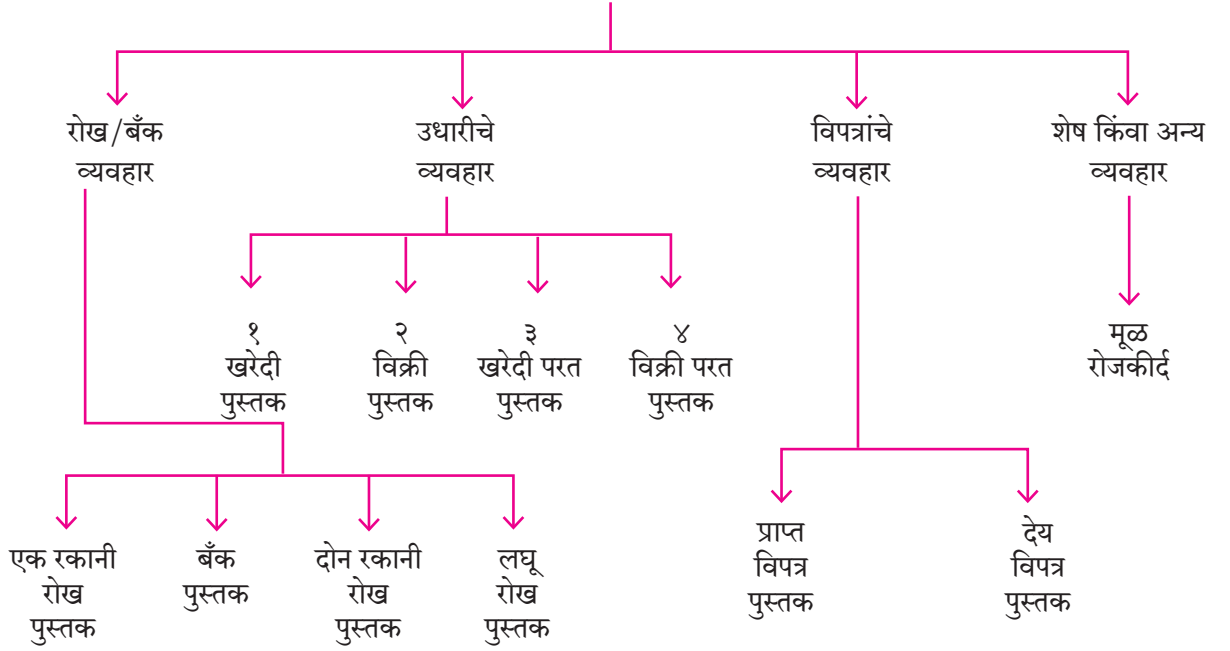 रोख/बँक
व्यवहार
उधारीचे
व्यवहार
विपत्रांचे
व्यवहार
शेष किंवा अन्य
व्यवहार
१
खरेदी
पुस्तक
२
विक्री
पुस्तक
३
खरेदी परत
पुस्तक
४
विक्री परत
पुस्तक
मूळ
रोजकीर्द
एक रकानी
रोख
पुस्तक
बँक
पुस्तक
दोन रकानी
रोख
पुस्तक
लघू
रोख
पुस्तक
प्राप्त
विपत्र
पुस्तक
देय
विपत्र
पुस्तक